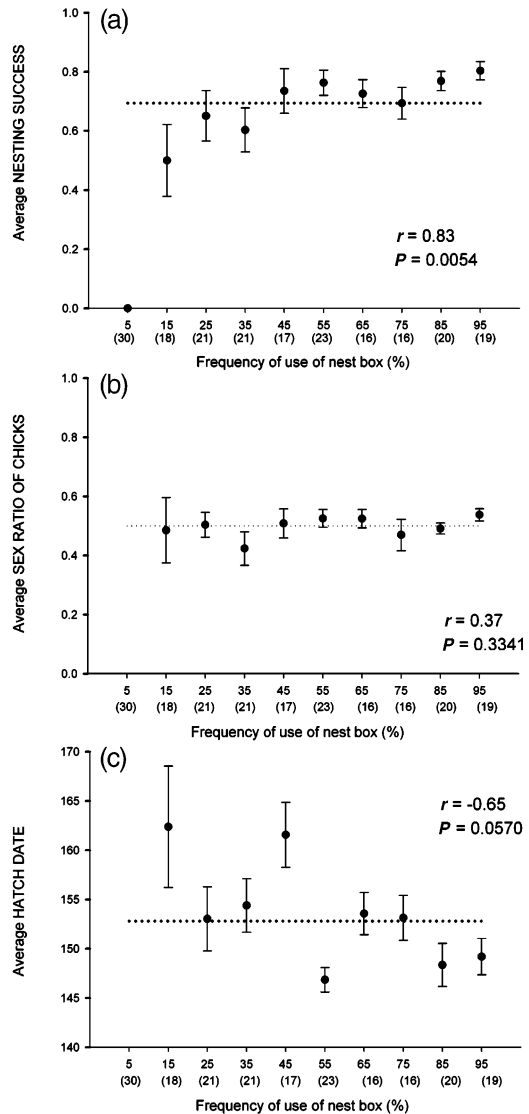 (a)
Average NESTING SUCCESS
1.0
0.8
0.6
0.4
0.2
0.0
r = 0.83
P = 0.0054
5 15 25 35 45 55 65 75 85 95
(30) (18) (21) (21) (17) (23) (16) (16) (20) (19)
Frequency of use of nest box (%)
(b)
Average SEX RATIO OF CHICKS
1.0
0.8
0.6
0.4
0.2
0.0
r = 0.37
P = 0.3341
5 15 25 35 45 55 65 75 85 95
(30) (18) (21) (21) (17) (23) (16) (16) (20) (19)
Frequency of use of nest box (%)
(c)
Average HATCH DATE
170
165
160
155
150
145
140
r = -0.65
P = 0.0570
5 15 25 35 45 55 65 75 85 95
(30) (18) (21) (21) (17) (23) (16) (16) (20) (19)
Frequency of use of nest box (%)